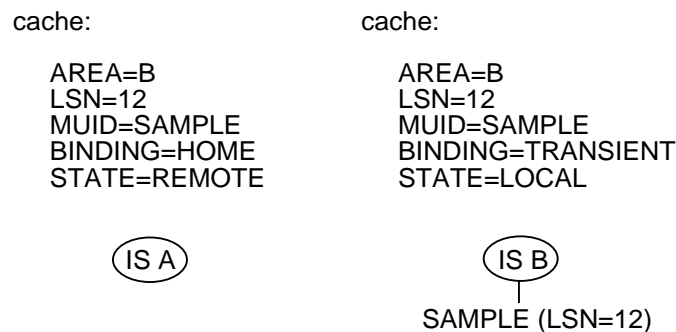 cache:
AREA=B
LSN=12
MUID=SAMPLE
BINDING=HOME
STATE=REMOTE
IS A
cache:
AREA=B
LSN=12
MUID=SAMPLE
BINDING=TRANSIENT
STATE=LOCAL
IS B
SAMPLE (LSN=12)